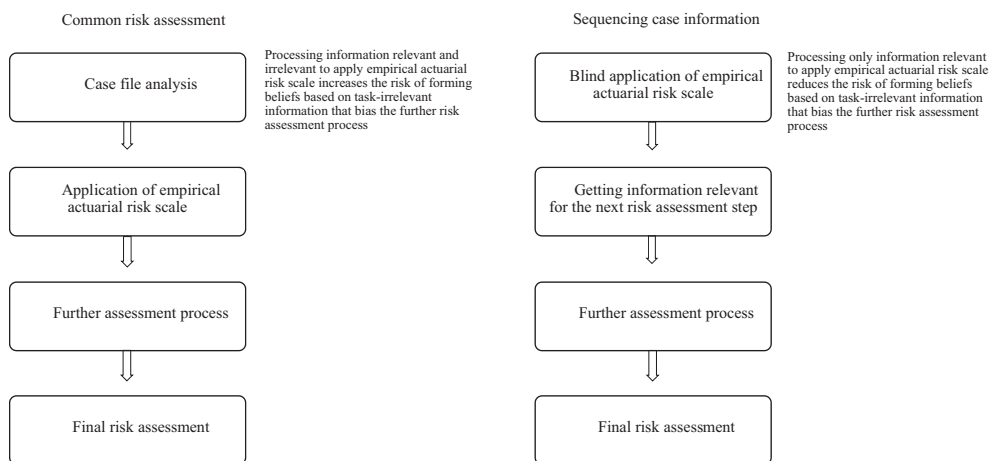 Common risk assessment
Case file analysis
Processing information relevant and
irrelevant to apply empirical actuarial
risk scale increases the risk of forming
beliefs based on task-irrelevant
information that bias the further risk
assessment process
Application of empirical
actuarial risk scale
Further assessment process
Final risk assessment
Sequencing case information
Blind application of empirical
actuarial risk scale
Processing only information relevant
to apply empirical actuarial risk scale
reduces the risk of forming beliefs
based on task-irrelevant information
that bias the further risk assessment
process
Getting information relevant
for the next risk assessment step
Further assessment process
Final risk assessment